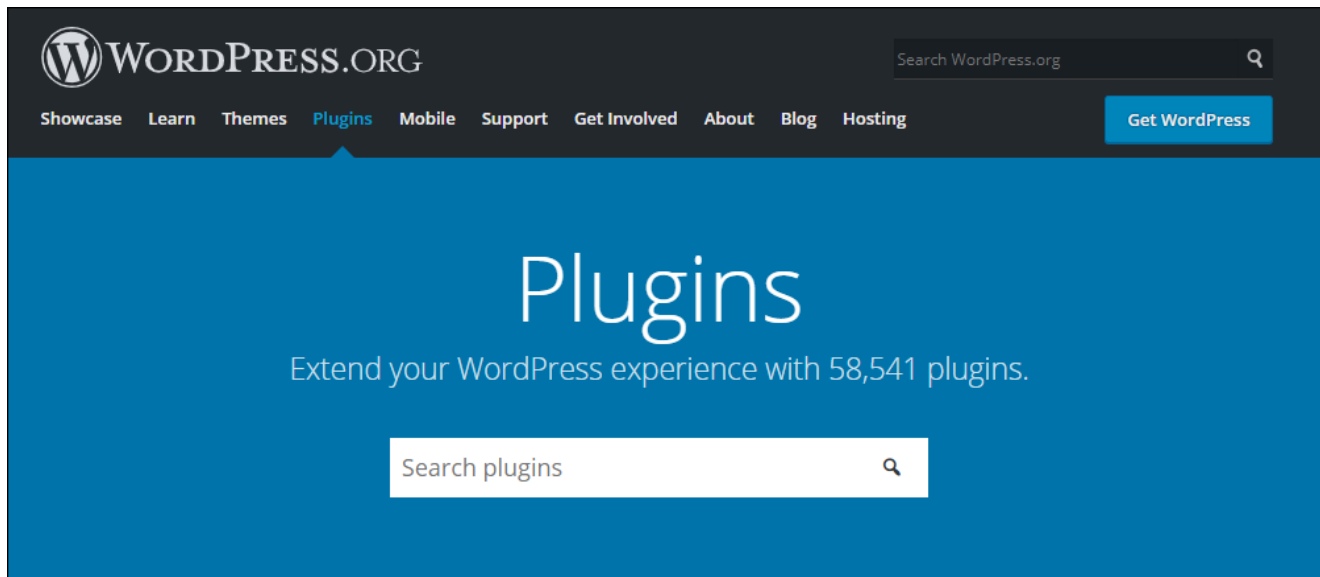 WORDPRESS.ORG
Search WordPress.org
Showcase Learn Themes Plugins Mobile Support Get Involved About Blog Hosting
Get WordPress
Plugins
Extend your WordPress experience with 58,541 plugins.
Search plugins